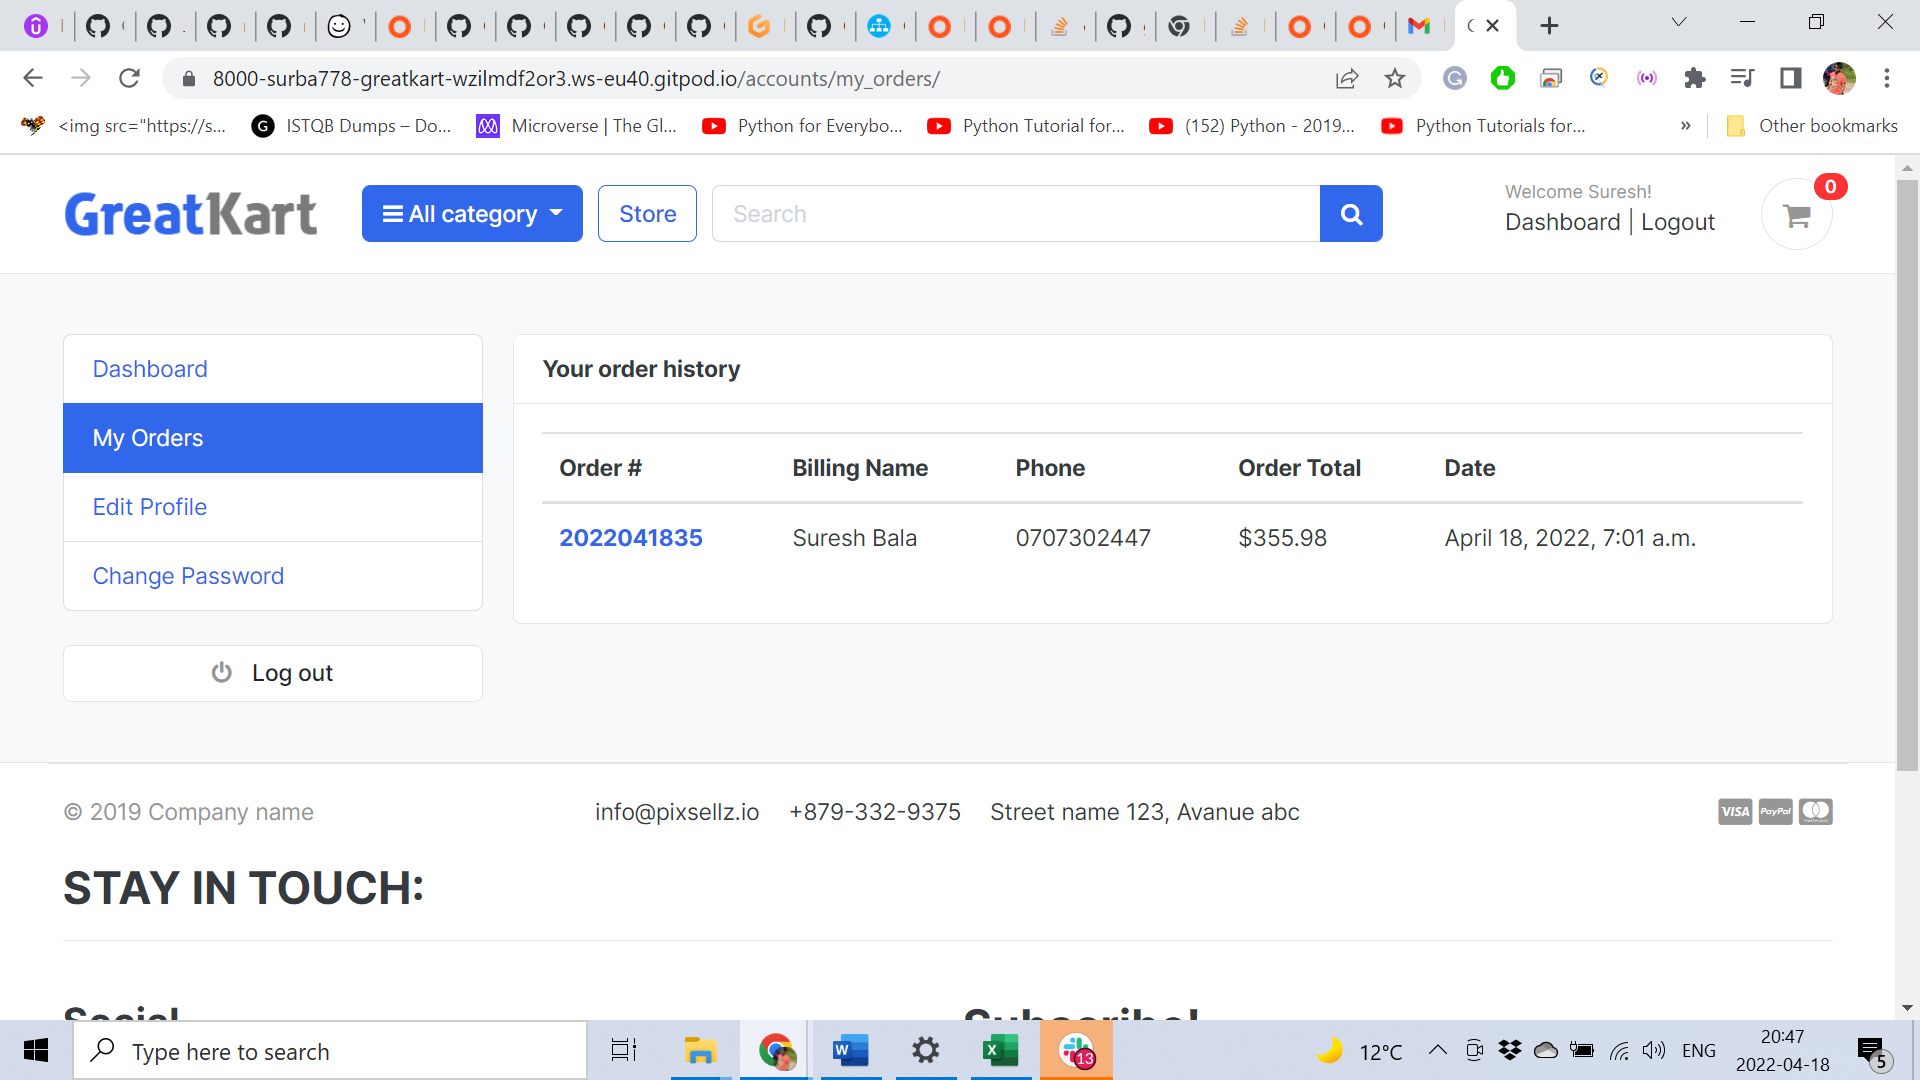 8000-surba778-greatkart-wzilmdf2or3.ws-eu40.gitpod.io/accounts/my_orders/
<img src="https://s... ISTQB Dumps – Do... Microverse | The Gl... Python for Everybo... Python Tutorial for... (152) Python - 2019... Python Tutorials for... » Other bookmarks
GreatKart All category Store Search
Welcome Suresh!
Dashboard | Logout
0
Dashboard
My Orders
Edit Profile
Change Password
Log out
Your order history
Order # Billing Name Phone Order Total Date
2022041835 Suresh Bala 0707302447 $355.98 April 18, 2022, 7:01 a.m.
© 2019 Company name info@pixsellz.io +879-332-9375 Street name 123, Avanue abc VISA PayPal
STAY IN TOUCH:
Social Subscribe!
Type here to search
13
12°C ENG
20:47
2022-04-18
5